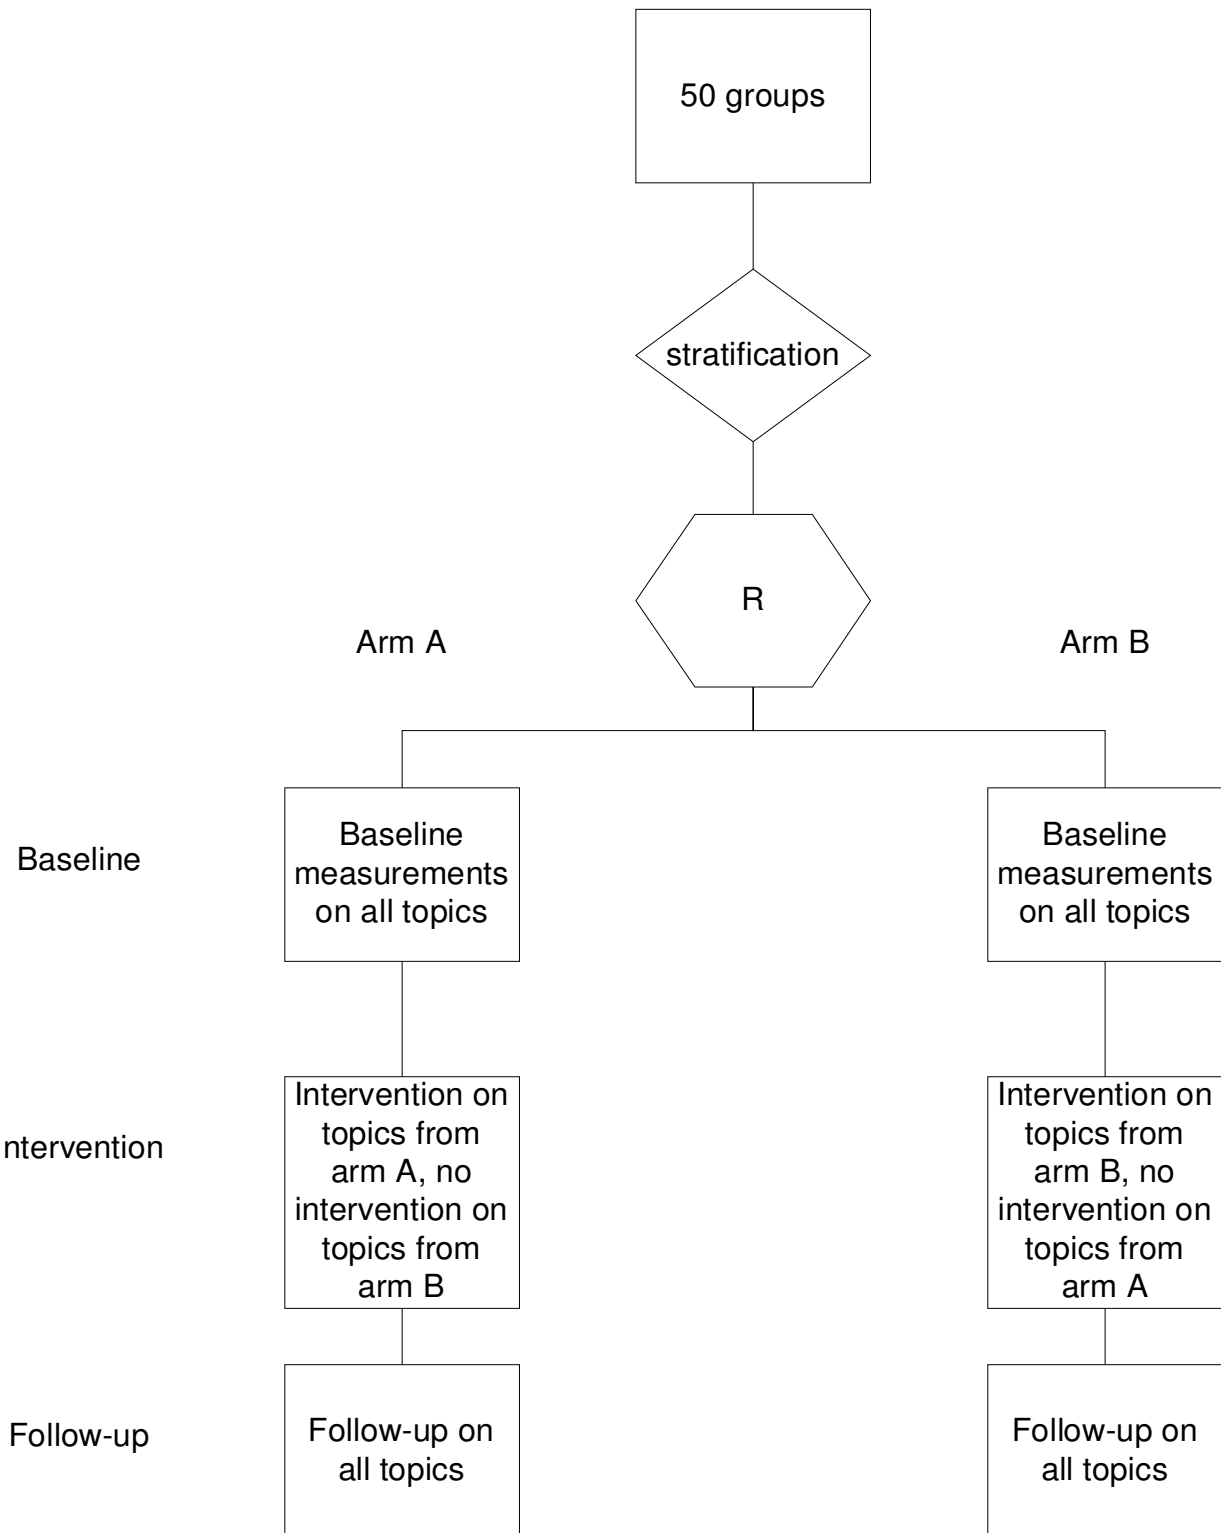 50 groups
stratification
R
Arm A
Arm B
Baseline
Baseline
measurements
on all topics
Baseline
measurements
on all topics
ntervention
Intervention on
topics from
arm A, no
intervention on
topics from
arm B
Intervention on
topics from
arm B, no
intervention on
topics from
arm A
Follow-up
Follow-up on
all topics
Follow-up on
all topics